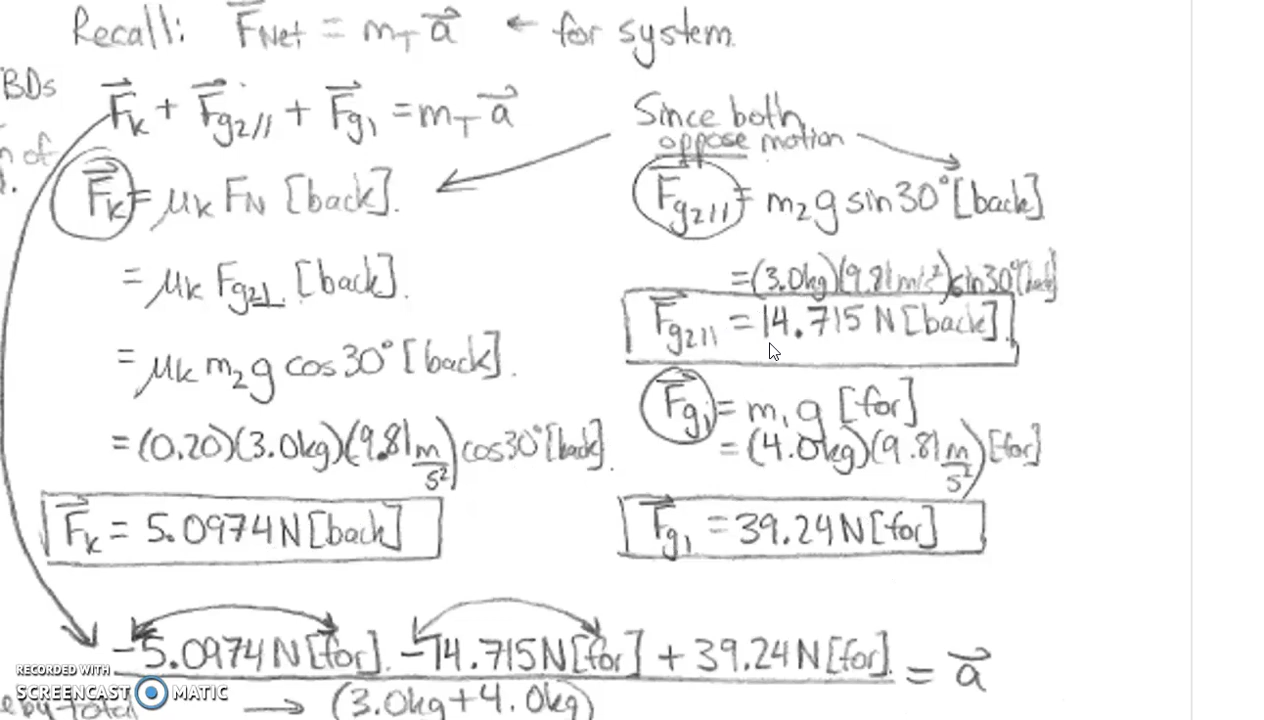 Recall: F⃗Net = mT a⃗ ← for system.
BDs
F⃗k + F⃗g2// + F⃗g1 = mT a⃗
Since both
oppose motion
n of
F⃗k = μk FN [back].
F⃗g2// = m2 g sin30° [back]
= μk Fg2⊥ [back].
= (3.0kg)(9.81m/s²) sin30° [back]
F⃗g2// = 14.715 N [back].
= μk m2 g cos30° [back].
F⃗g1 = m1 g [for]
= (0.20)(3.0kg)(9.81 m/s²) cos30° [back].
= (4.0kg)(9.81 m/s²) [for]
F⃗k = 5.0974 N [back]
F⃗g1 = 39.24 N [for]
-5.0974 N [for]. -14.715 N [for] + 39.24 N [for]. = a⃗
RECORDED WITH
SCREENCAST MATIC
e by total → (3.0kg + 4.0kg)